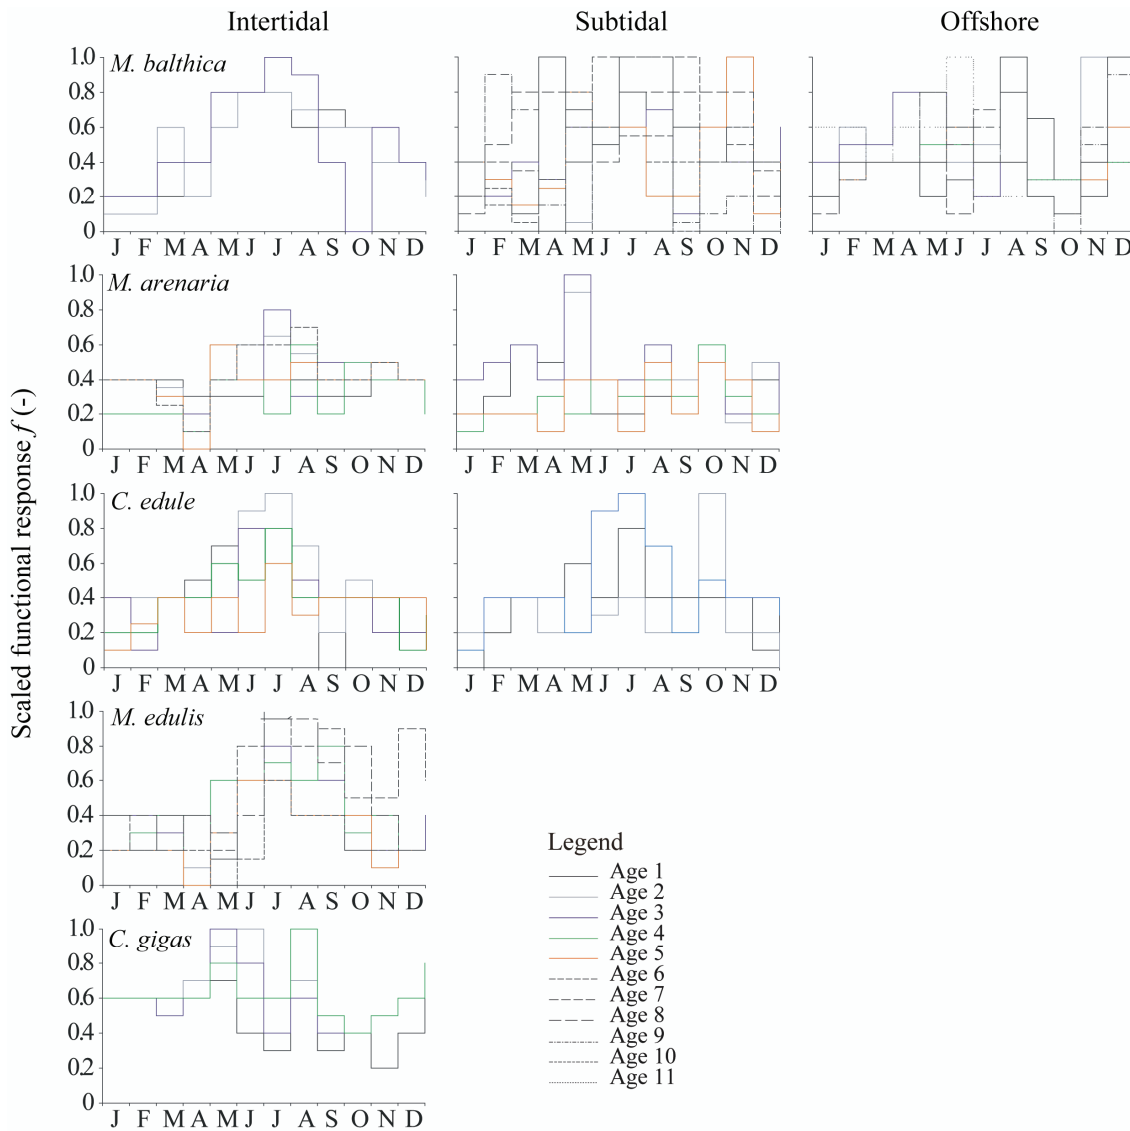 Intertidal Subtidal Offshore
Scaled functional response f (-)
M. balthica
1.0
0.8
0.6
0.4
0.2
0
J F M A M J J A S O N D
J F M A M J J A S O N D
J F M A M J J A S O N D
M. arenaria
1.0
0.8
0.6
0.4
0.2
0
J F M A M J J A S O N D
J F M A M J J A S O N D
C. edule
1.0
0.8
0.6
0.4
0.2
0
J F M A M J J A S O N D
J F M A M J J A S O N D
M. edulis
1.0
0.8
0.6
0.4
0.2
0
J F M A M J J A S O N D
C. gigas
1.0
0.8
0.6
0.4
0.2
0
J F M A M J J A S O N D
Legend
Age 1
Age 2
Age 3
Age 4
Age 5
Age 6
Age 7
Age 8
Age 9
Age 10
Age 11